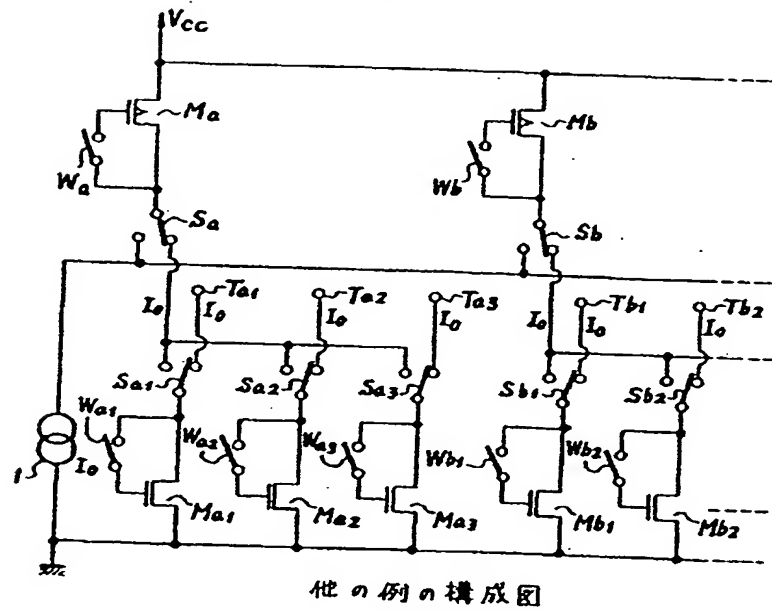 Vcc
Ma
Mb
Wa
Wb
Sa
Sb
Ta1
Ta2
Ta3
Tb1
Tb2
Io
Io
Io
Io
Io
Io
Io
Sa1
Sa2
Sa3
Sb1
Sb2
Wa1
Wa2
Wa3
Wb1
Wb2
1
Io
Ma1
Ma2
Ma3
Mb1
Mb2
他の例の構成図